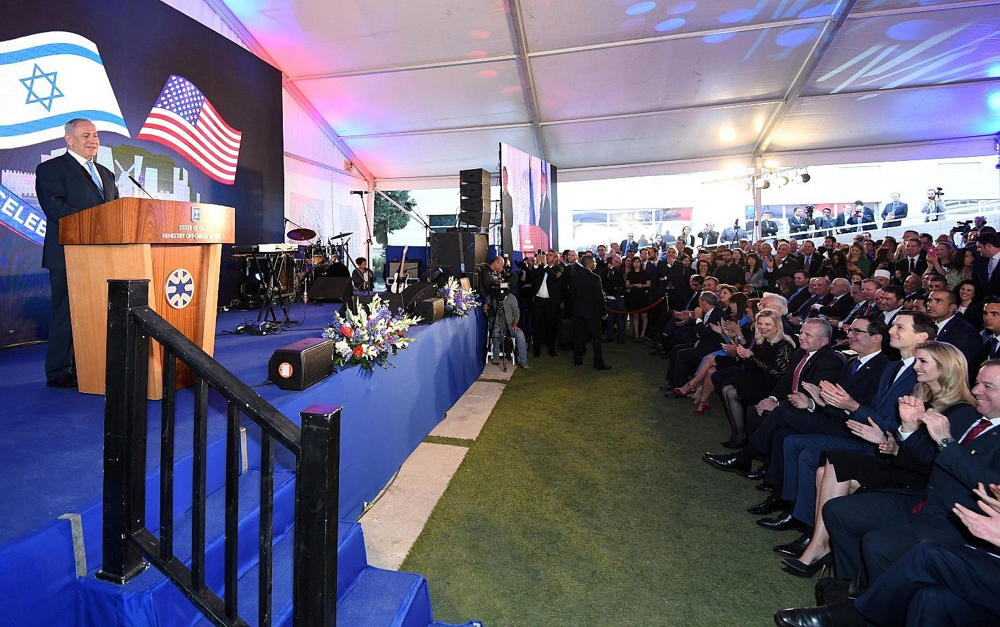 CELEB
STATE OF ISRAEL
MINISTRY OF FOREIGN AFFAIRS